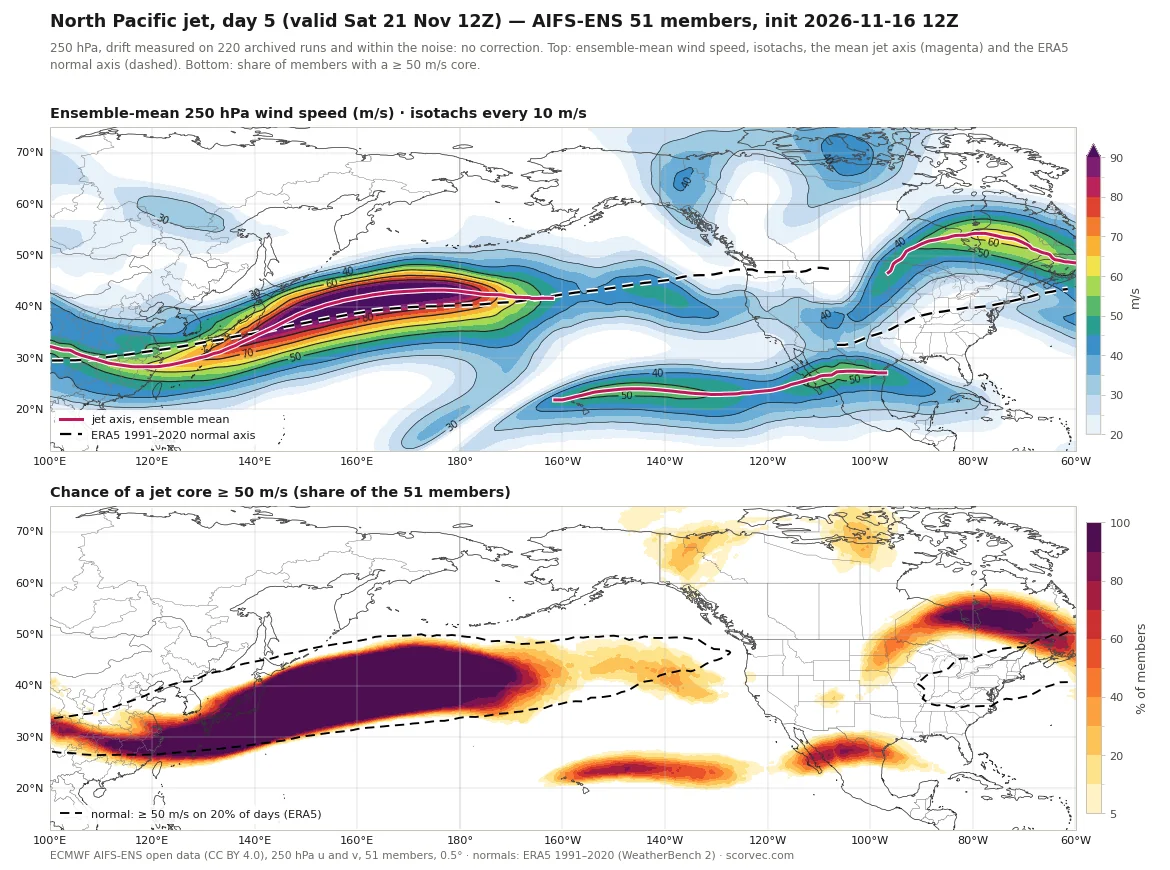 North Pacific jet, day 5 (valid Sat 21 Nov 12Z) — AIFS-ENS 51 members, init 2026-11-16 12Z
250 hPa, drift measured on 220 archived runs and within the noise: no correction. Top: ensemble-mean wind speed, isotachs, the mean jet axis (magenta) and the ERA5
normal axis (dashed). Bottom: share of members with a ≥ 50 m/s core.
Ensemble-mean 250 hPa wind speed (m/s) · isotachs every 10 m/s
70°N
60°N
50°N
40°N
30°N
20°N
30
40
60
70
50
30
40
50
40
40
50
40
60
50
jet axis, ensemble mean
ERA5 1991–2020 normal axis
100°E 120°E 140°E 160°E 180° 160°W 140°W 120°W 100°W 80°W 60°W
90
80
70
60
50
40
30
20
m/s
Chance of a jet core ≥ 50 m/s (share of the 51 members)
70°N
60°N
50°N
40°N
30°N
20°N
normal: ≥ 50 m/s on 20% of days (ERA5)
100°E 120°E 140°E 160°E 180° 160°W 140°W 120°W 100°W 80°W 60°W
100
80
60
40
20
5
% of members
ECMWF AIFS-ENS open data (CC BY 4.0), 250 hPa u and v, 51 members, 0.5° · normals: ERA5 1991–2020 (WeatherBench 2) · scorvec.com